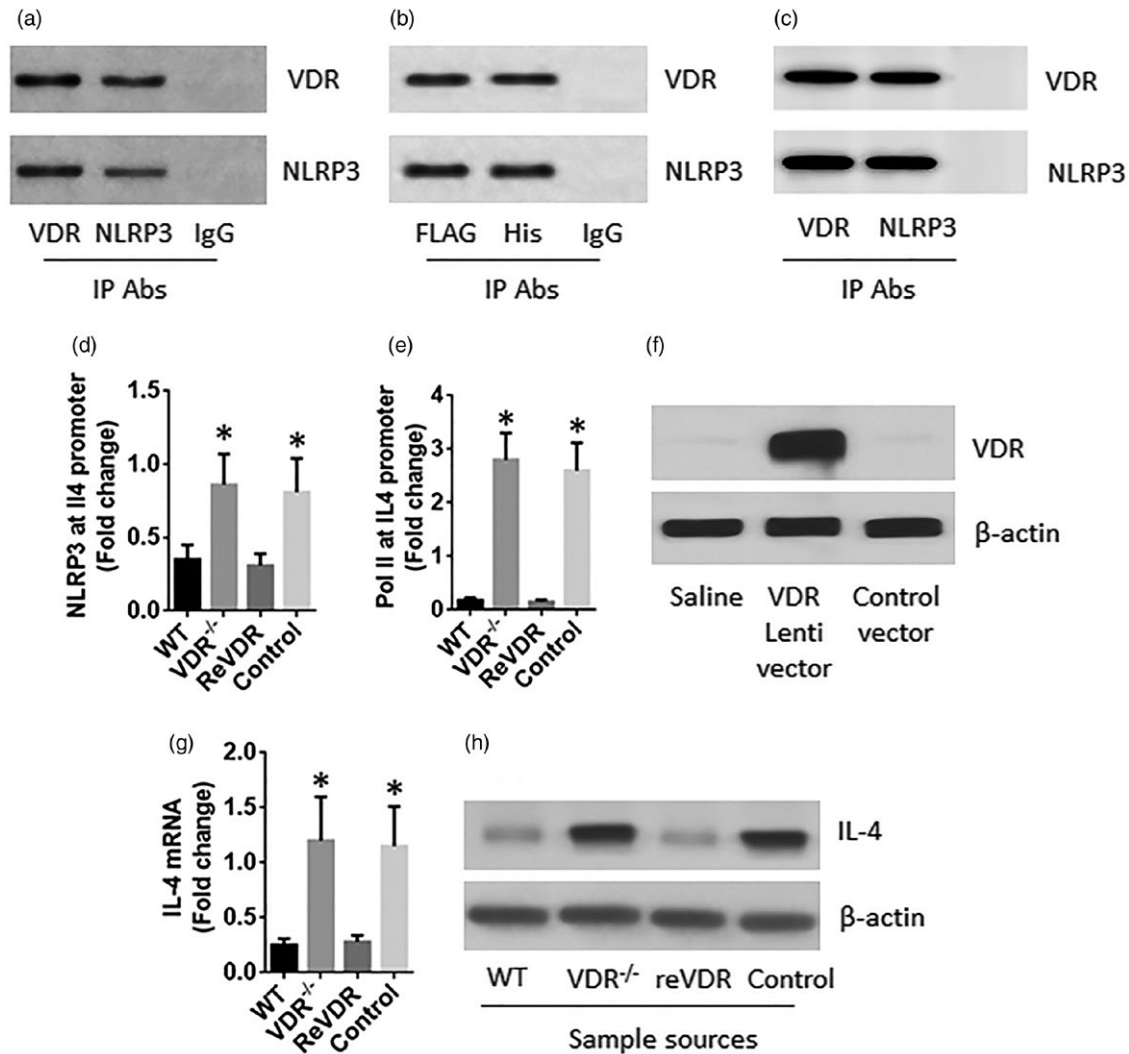 (a)
VDR
NLRP3
VDR NLRP3 IgG
IP Abs
(b)
VDR
NLRP3
FLAG His IgG
IP Abs
(c)
VDR
NLRP3
VDR NLRP3
IP Abs
(d)
NLRP3 at Il4 promoter
(Fold change)
1.5
1.0
0.5
0.0
* *
WT
VDR-/-
ReVDR
Control
(e)
Pol II at IL4 promoter
(Fold change)
4
3
2
1
0
* *
WT
VDR-/-
ReVDR
Control
(f)
VDR
β-actin
Saline
VDR
Lenti
vector
Control
vector
(g)
IL-4 mRNA
(Fold change)
2.0
1.5
1.0
0.5
0.0
* *
WT
VDR-/-
ReVDR
Control
(h)
IL-4
β-actin
WT VDR-/- reVDR Control
Sample sources